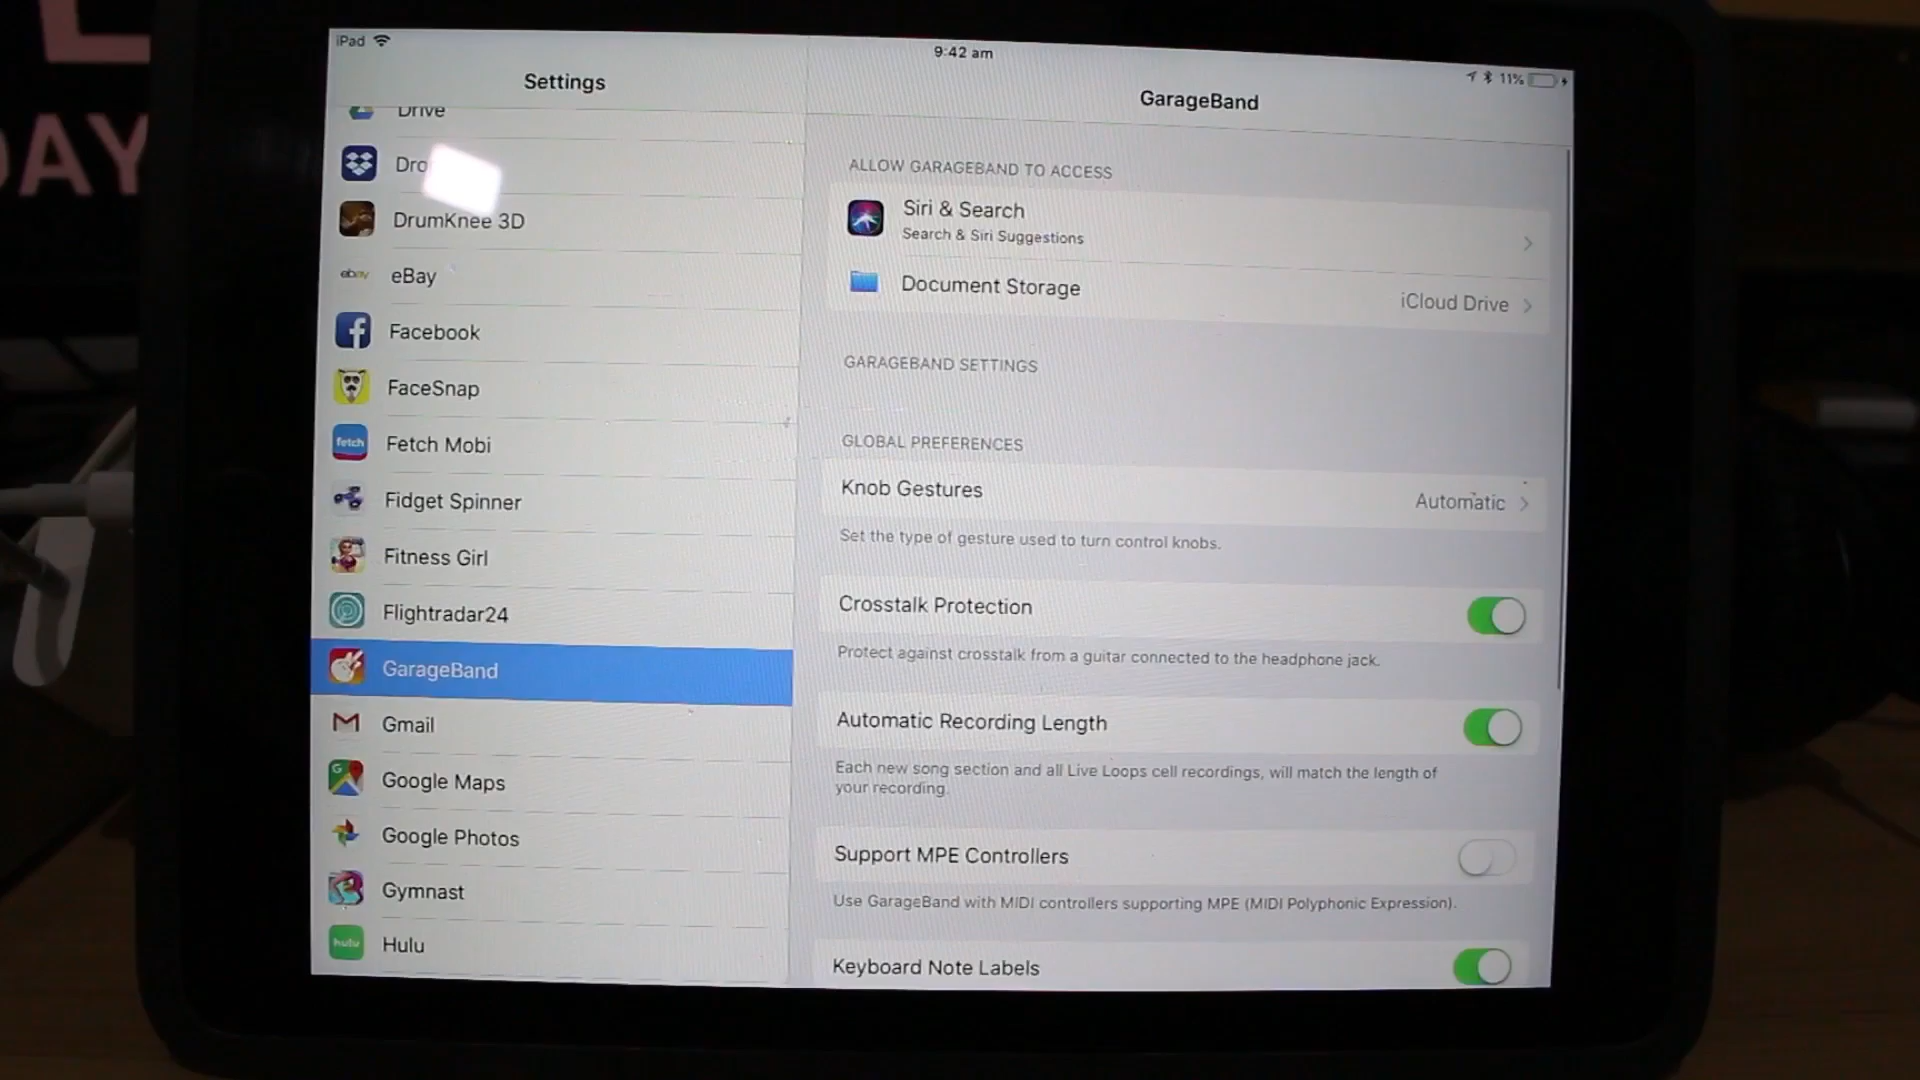 iPad
9:42 am
11%
Settings
GarageBand
Drive
Dro
DrumKnee 3D
ebay
eBay
Facebook
FaceSnap
fetch
Fetch Mobi
Fidget Spinner
Fitness Girl
Flightradar24
GarageBand
Gmail
Google Maps
Google Photos
Gymnast
hulu
Hulu
ALLOW GARAGEBAND TO ACCESS
Siri & Search
Search & Siri Suggestions
Document Storage
iCloud Drive
GARAGEBAND SETTINGS
GLOBAL PREFERENCES
Knob Gestures
Automatic
Set the type of gesture used to turn control knobs.
Crosstalk Protection
Protect against crosstalk from a guitar connected to the headphone jack.
Automatic Recording Length
Each new song section and all Live Loops cell recordings, will match the length of
your recording.
Support MPE Controllers
Use GarageBand with MIDI controllers supporting MPE (MIDI Polyphonic Expression).
Keyboard Note Labels
DAY